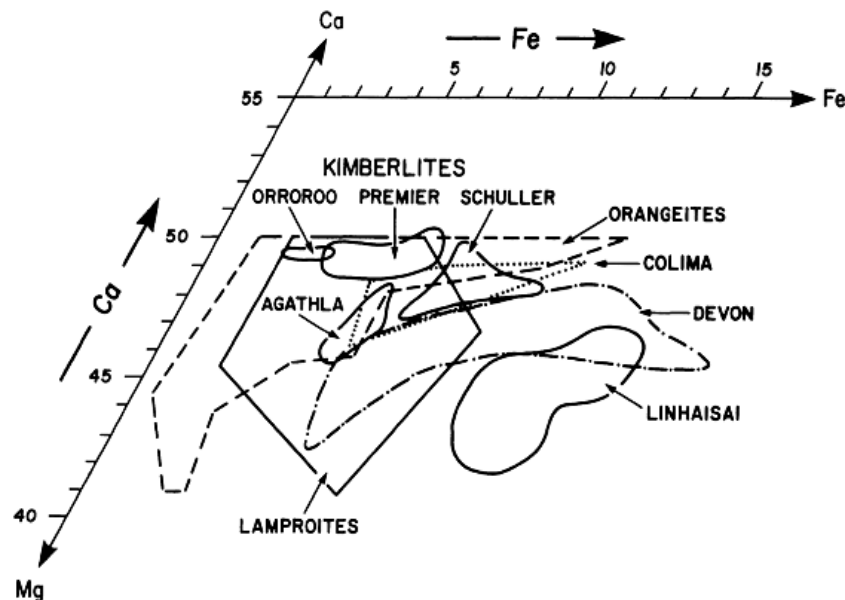 Ca
Fe
5 10 15
55 Fe
KIMBERLITES
ORROROO PREMIER SCHULLER
ORANGEITES
50
COLIMA
Ca
AGATHLA
DEVON
45
LINHAISAI
40
LAMPROITES
Mg